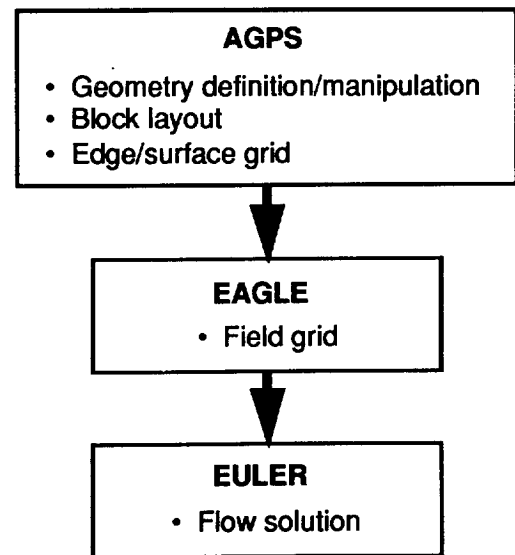 AGPS
• Geometry definition/manipulation
• Block layout
• Edge/surface grid
EAGLE
• Field grid
EULER
• Flow solution